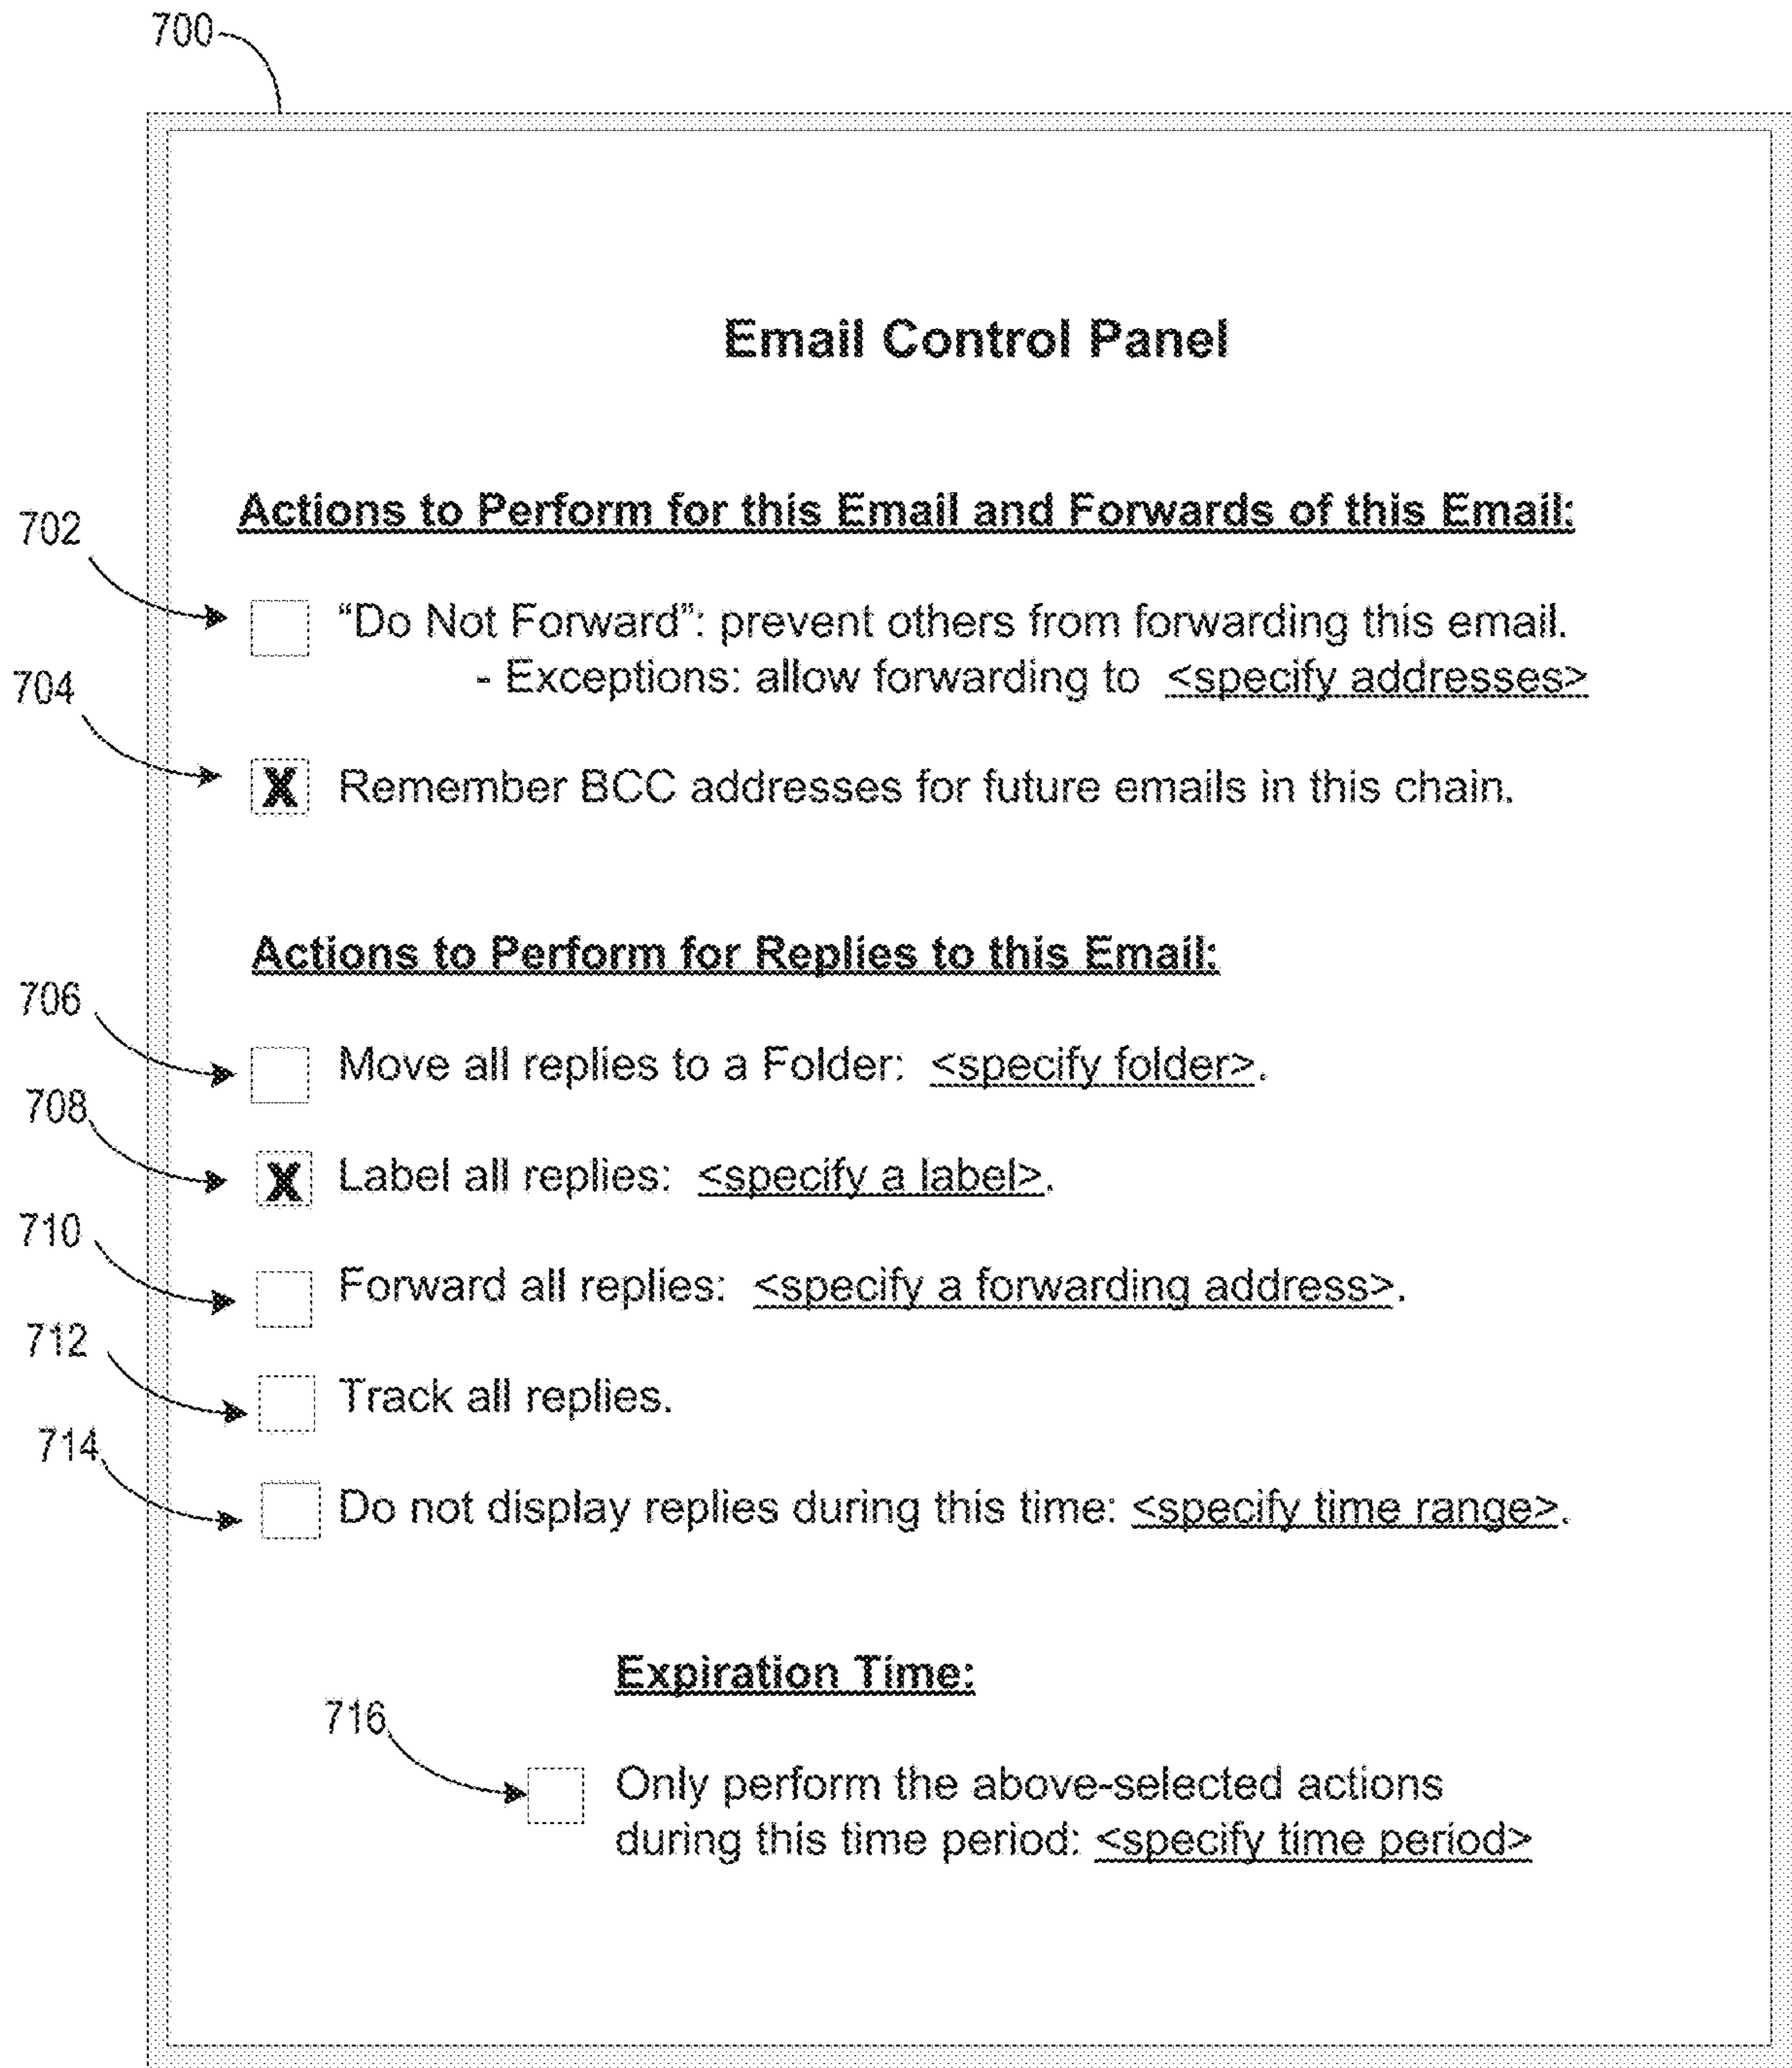 700
Email Control Panel
Actions to Perform for this Email and Forwards of this Email:
702
“Do Not Forward”: prevent others from forwarding this email.
- Exceptions: allow forwarding to <specify addresses>
704
X Remember BCC addresses for future emails in this chain.
Actions to Perform for Replies to this Email:
706
Move all replies to a Folder: <specify folder>.
708
X Label all replies: <specify a label>.
710
Forward all replies: <specify a forwarding address>.
712
Track all replies.
714
Do not display replies during this time: <specify time range>.
Expiration Time:
716
Only perform the above-selected actions
during this time period: <specify time period>